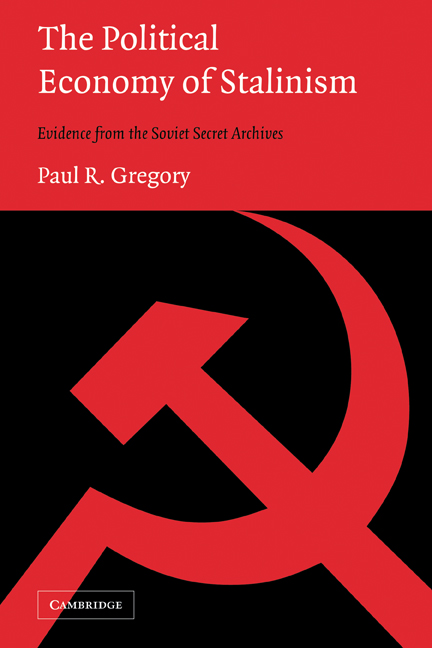 The Political
Economy of Stalinism
Evidence from the Soviet Secret Archives
Paul R. Gregory
CAMBRIDGE